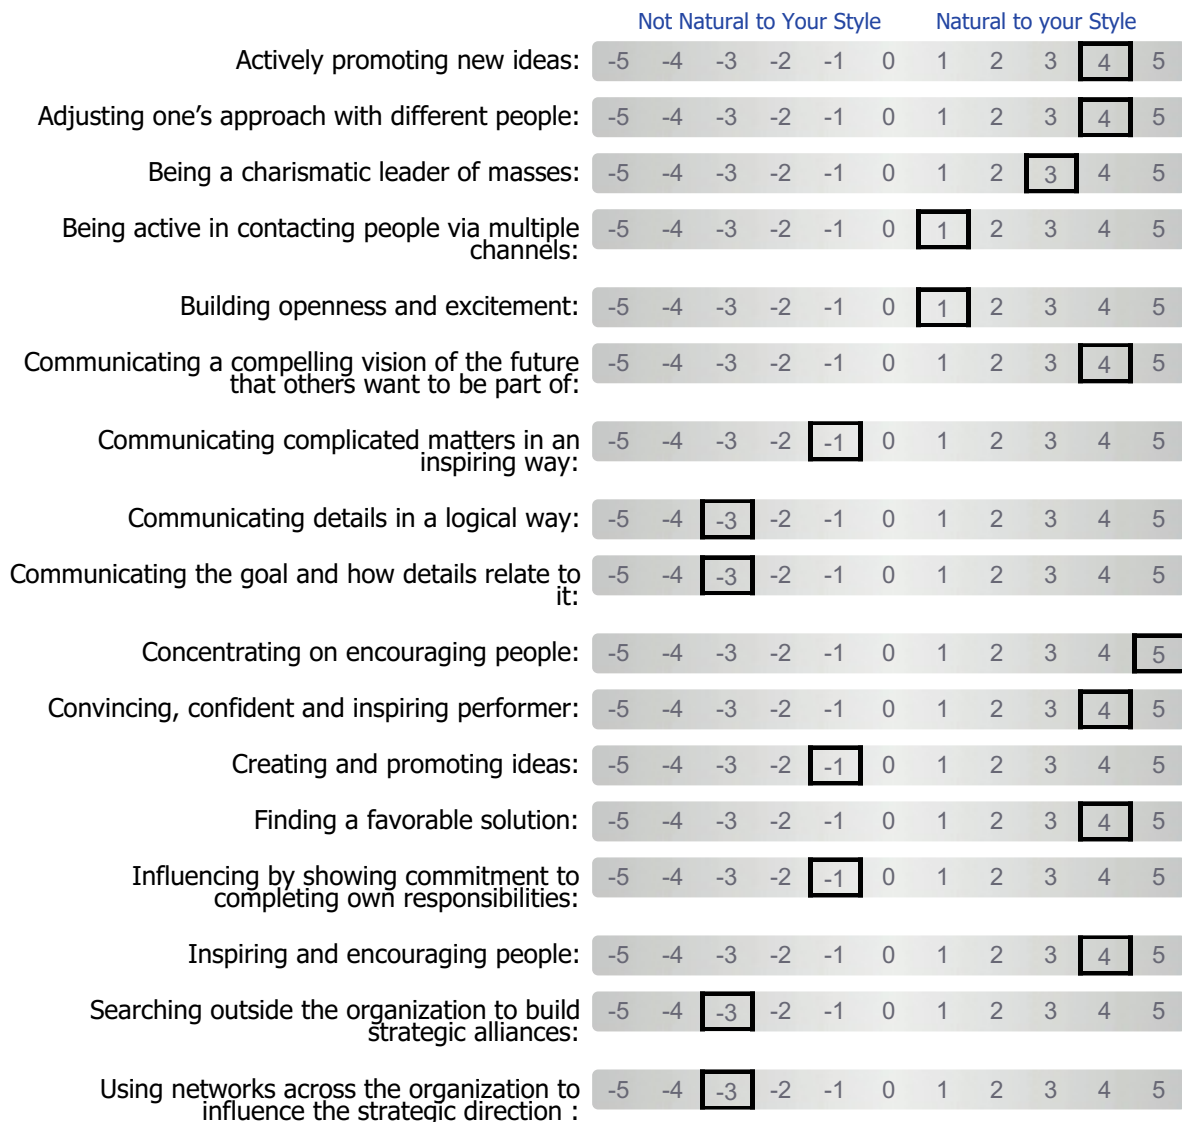 Not Natural to Your Style Natural to your Style
Actively promoting new ideas: -5 -4 -3 -2 -1 0 1 2 3 4 5
Adjusting one's approach with different people: -5 -4 -3 -2 -1 0 1 2 3 4 5
Being a charismatic leader of masses: -5 -4 -3 -2 -1 0 1 2 3 4 5
Being active in contacting people via multiple
channels: -5 -4 -3 -2 -1 0 1 2 3 4 5
Building openness and excitement: -5 -4 -3 -2 -1 0 1 2 3 4 5
Communicating a compelling vision of the future
that others want to be part of: -5 -4 -3 -2 -1 0 1 2 3 4 5
Communicating complicated matters in an
inspiring way: -5 -4 -3 -2 -1 0 1 2 3 4 5
Communicating details in a logical way: -5 -4 -3 -2 -1 0 1 2 3 4 5
Communicating the goal and how details relate to
it: -5 -4 -3 -2 -1 0 1 2 3 4 5
Concentrating on encouraging people: -5 -4 -3 -2 -1 0 1 2 3 4 5
Convincing, confident and inspiring performer: -5 -4 -3 -2 -1 0 1 2 3 4 5
Creating and promoting ideas: -5 -4 -3 -2 -1 0 1 2 3 4 5
Finding a favorable solution: -5 -4 -3 -2 -1 0 1 2 3 4 5
Influencing by showing commitment to
completing own responsibilities: -5 -4 -3 -2 -1 0 1 2 3 4 5
Inspiring and encouraging people: -5 -4 -3 -2 -1 0 1 2 3 4 5
Searching outside the organization to build
strategic alliances: -5 -4 -3 -2 -1 0 1 2 3 4 5
Using networks across the organization to
influence the strategic direction : -5 -4 -3 -2 -1 0 1 2 3 4 5